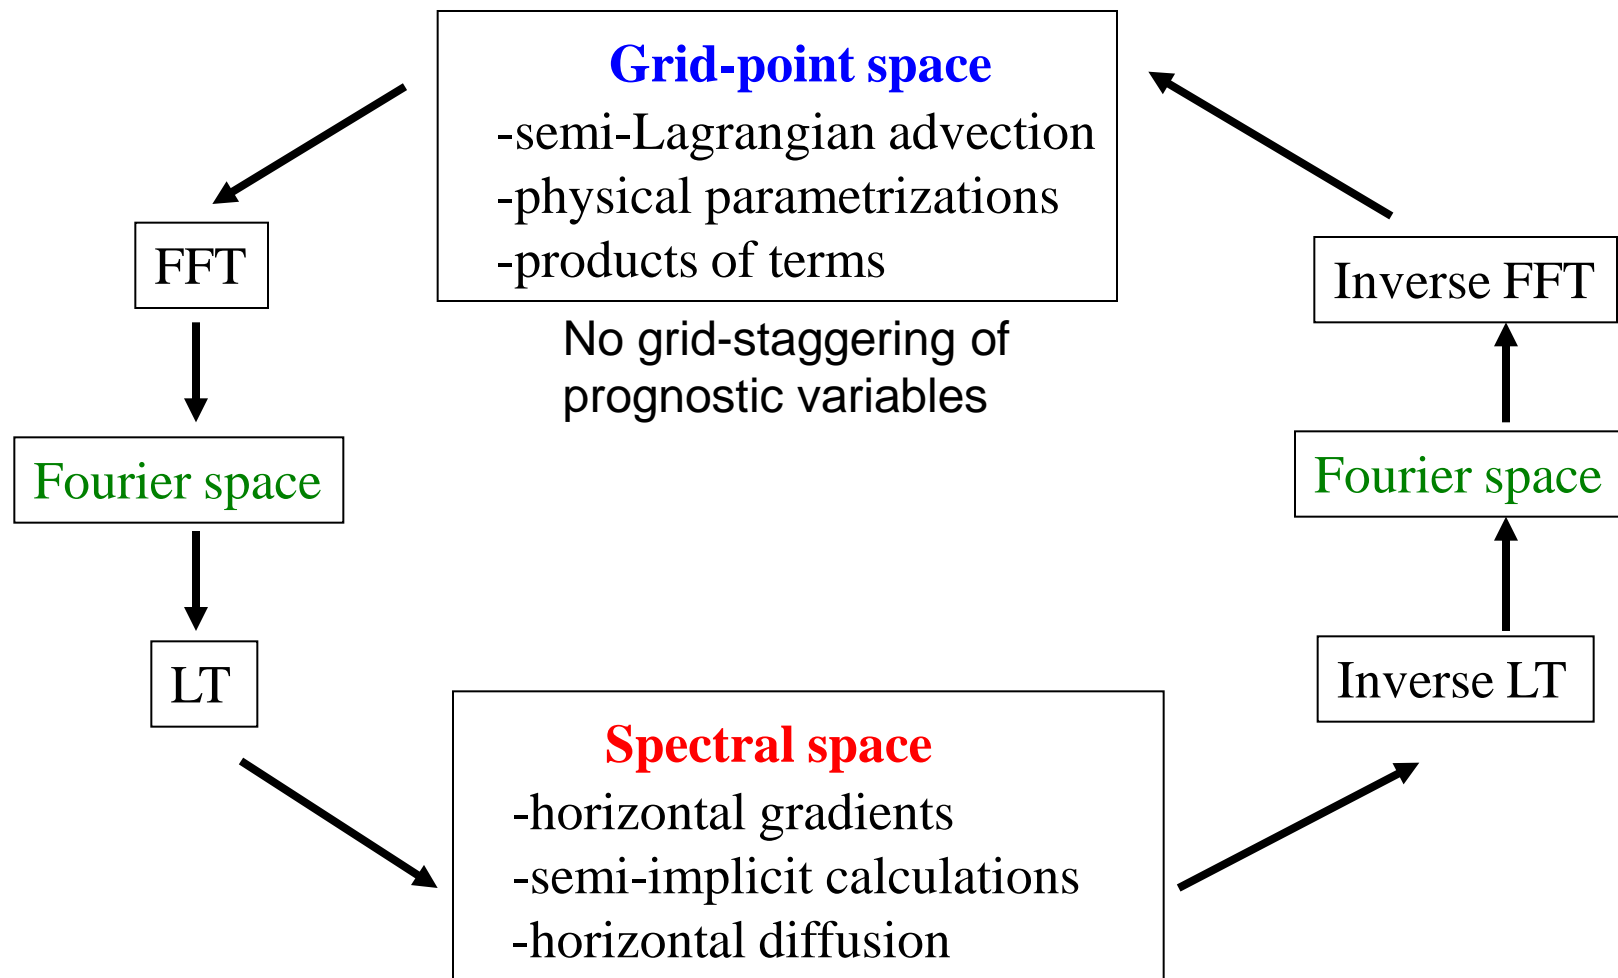 Grid-point space
-semi-Lagrangian advection
-physical parametrizations
-products of terms
No grid-staggering of
prognostic variables
FFT
Fourier space
LT
Spectral space
-horizontal gradients
-semi-implicit calculations
-horizontal diffusion
Inverse LT
Fourier space
Inverse FFT